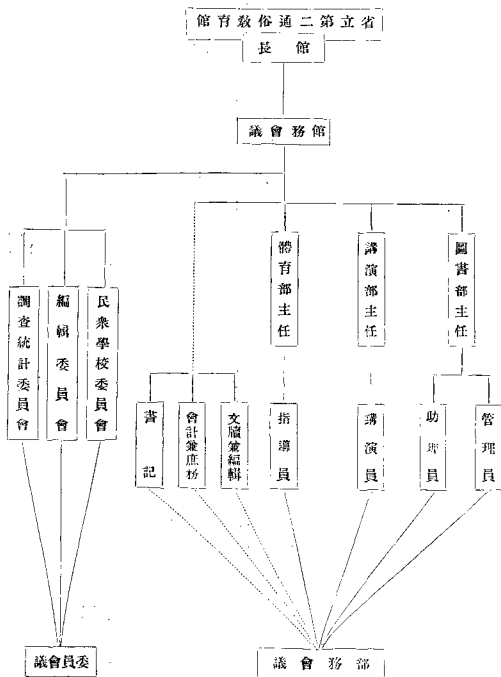 省立第二通俗敎育館
館長
館務會議
圖書部主任
講演部主任
體育部主任
民衆學校委員會
編輯委員會
調查統計委員會
管理員
助理員
講演員
指導員
文牘兼編輯
會計兼庶務
書記
部務會議
委員會議